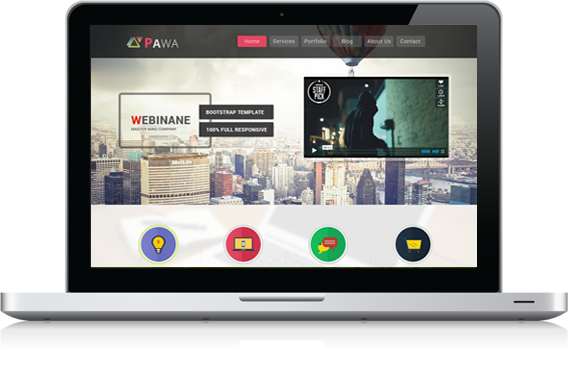 PAWA
Home Services Portfolio Blog About Us Contact
STAFF
PICK
WEBINANE
MASTER MIND COMPANY
BOOTSTRAP TEMPLATE
100% FULL RESPONSIVE
MetLife